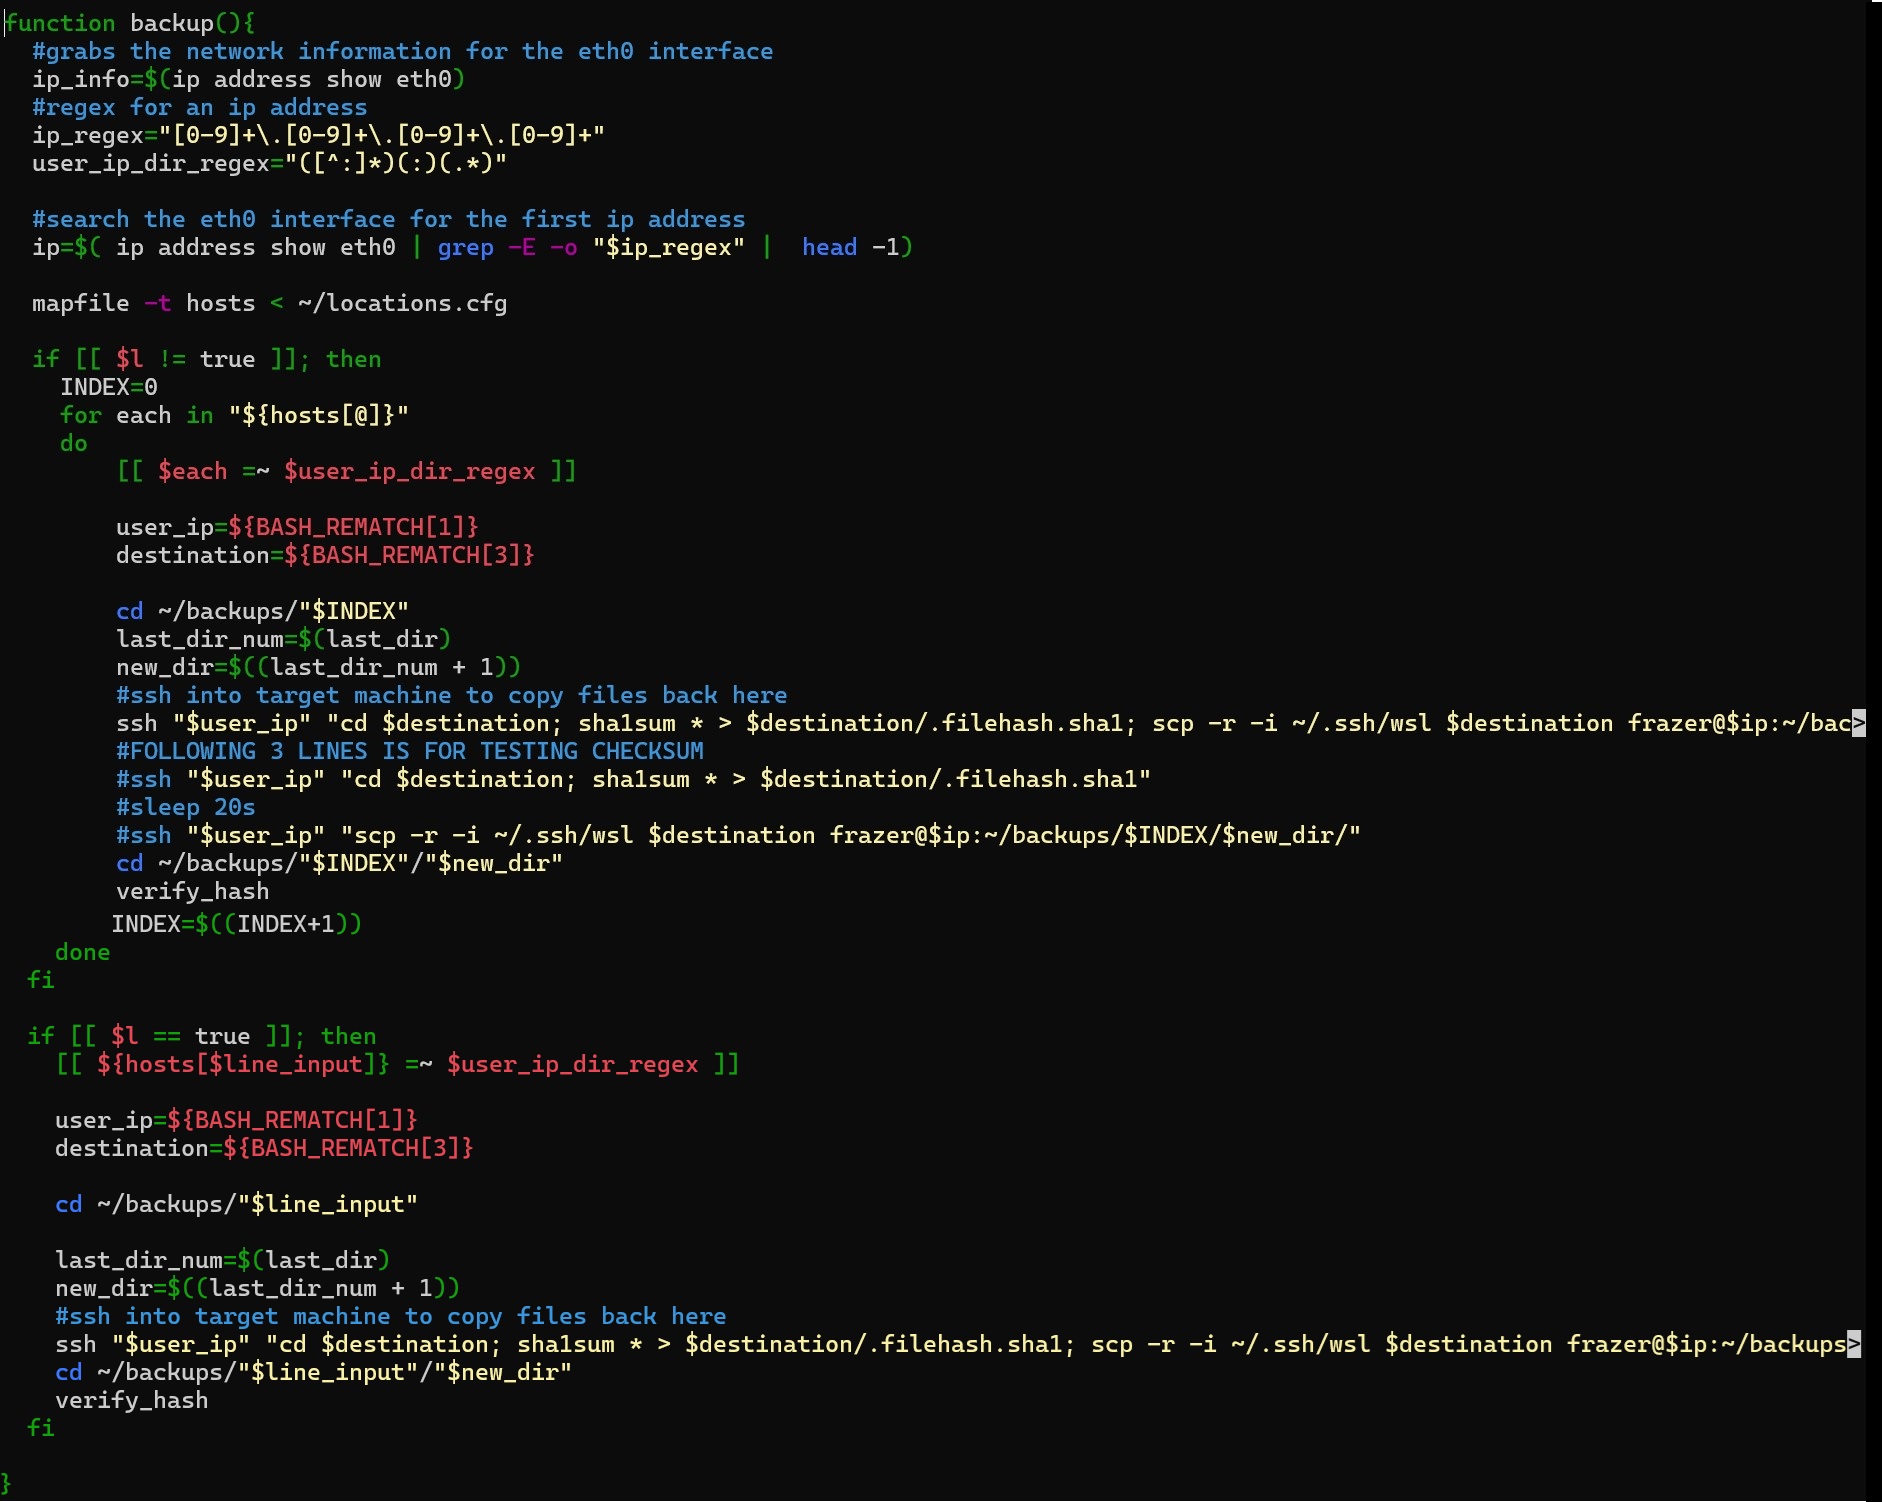 function backup(){
  #grabs the network information for the eth0 interface
  ip_info=$(ip address show eth0)
  #regex for an ip address
  ip_regex="[0-9]+\.[0-9]+\.[0-9]+\.[0-9]+"
  user_ip_dir_regex="([^:]*)(:)(.*)"

  #search the eth0 interface for the first ip address
  ip=$( ip address show eth0 | grep -E -o "$ip_regex" |  head -1)

  mapfile -t hosts < ~/locations.cfg

  if [[ $l != true ]]; then
    INDEX=0
    for each in "${hosts[@]}"
    do
        [[ $each =~ $user_ip_dir_regex ]]

        user_ip=${BASH_REMATCH[1]}
        destination=${BASH_REMATCH[3]}

        cd ~/backups/"$INDEX"
        last_dir_num=$(last_dir)
        new_dir=$((last_dir_num + 1))
        #ssh into target machine to copy files back here
        ssh "$user_ip" "cd $destination; sha1sum * > $destination/.filehash.sha1; scp -r -i ~/.ssh/wsl $destination frazer@$ip:~/bac>
        #FOLLOWING 3 LINES IS FOR TESTING CHECKSUM
        #ssh "$user_ip" "cd $destination; sha1sum * > $destination/.filehash.sha1"
        #sleep 20s
        #ssh "$user_ip" "scp -r -i ~/.ssh/wsl $destination frazer@$ip:~/backups/$INDEX/$new_dir/"
        cd ~/backups/"$INDEX"/"$new_dir"
        verify_hash
        INDEX=$((INDEX+1))
    done
  fi

  if [[ $l == true ]]; then
    [[ ${hosts[$line_input]} =~ $user_ip_dir_regex ]]

    user_ip=${BASH_REMATCH[1]}
    destination=${BASH_REMATCH[3]}

    cd ~/backups/"$line_input"

    last_dir_num=$(last_dir)
    new_dir=$((last_dir_num + 1))
    #ssh into target machine to copy files back here
    ssh "$user_ip" "cd $destination; sha1sum * > $destination/.filehash.sha1; scp -r -i ~/.ssh/wsl $destination frazer@$ip:~/backups>
    cd ~/backups/"$line_input"/"$new_dir"
    verify_hash
  fi

}